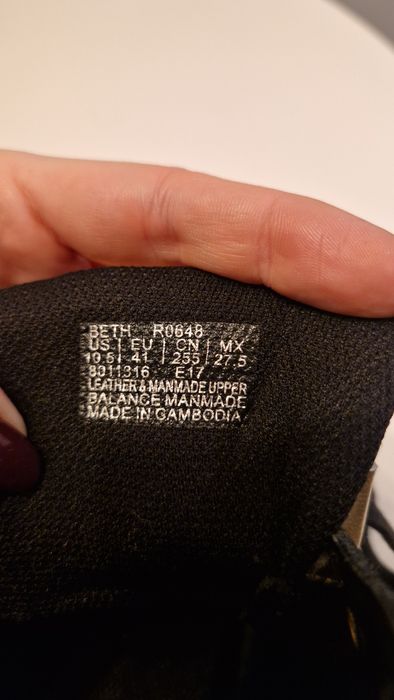 BETH R0648
US | EU | CN | MX
10.5 | 41 | 255 | 27.5
8011316 E17
LEATHER & MANMADE UPPER
BALANCE MANMADE
MADE IN CAMBODIA